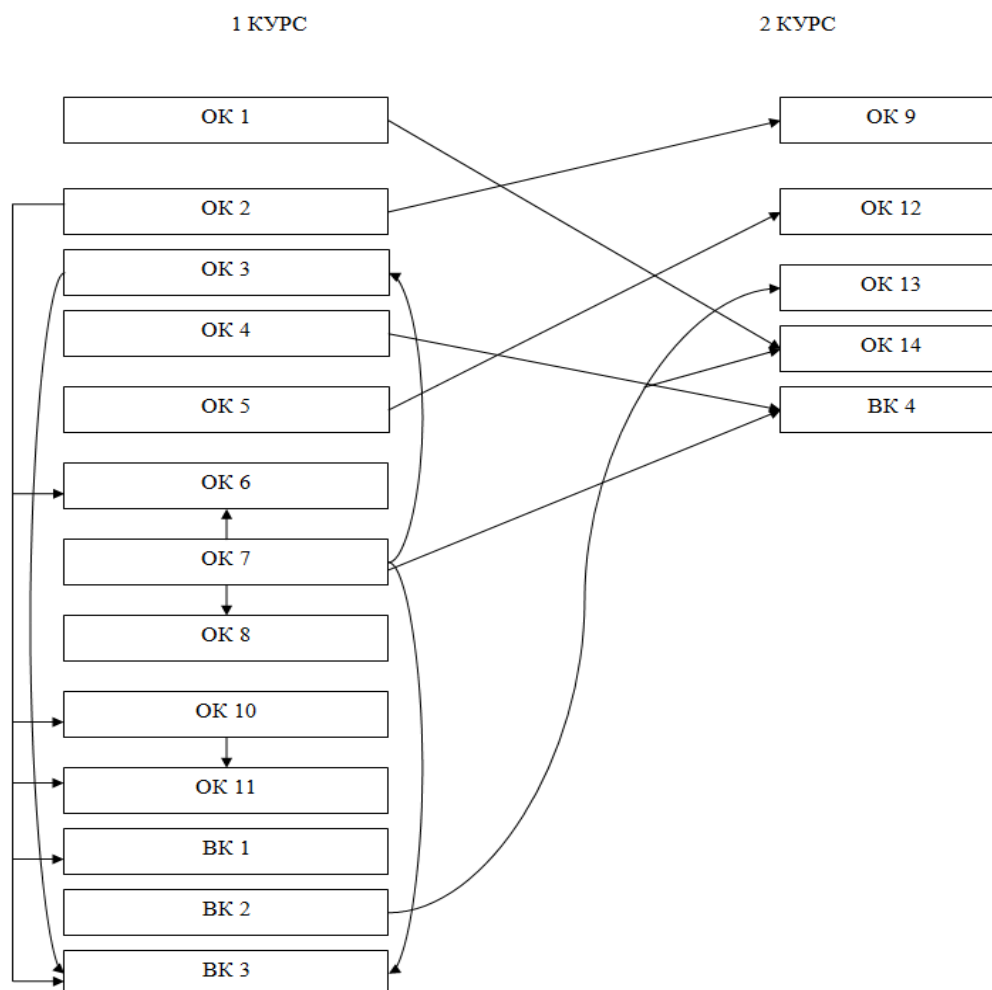 1 КУРС
2 КУРС
ОК 1
ОК 9
ОК 2
ОК 12
ОК 3
ОК 13
ОК 4
ОК 14
ОК 5
ВК 4
ОК 6
ОК 7
ОК 8
ОК 10
ОК 11
ВК 1
ВК 2
ВК 3